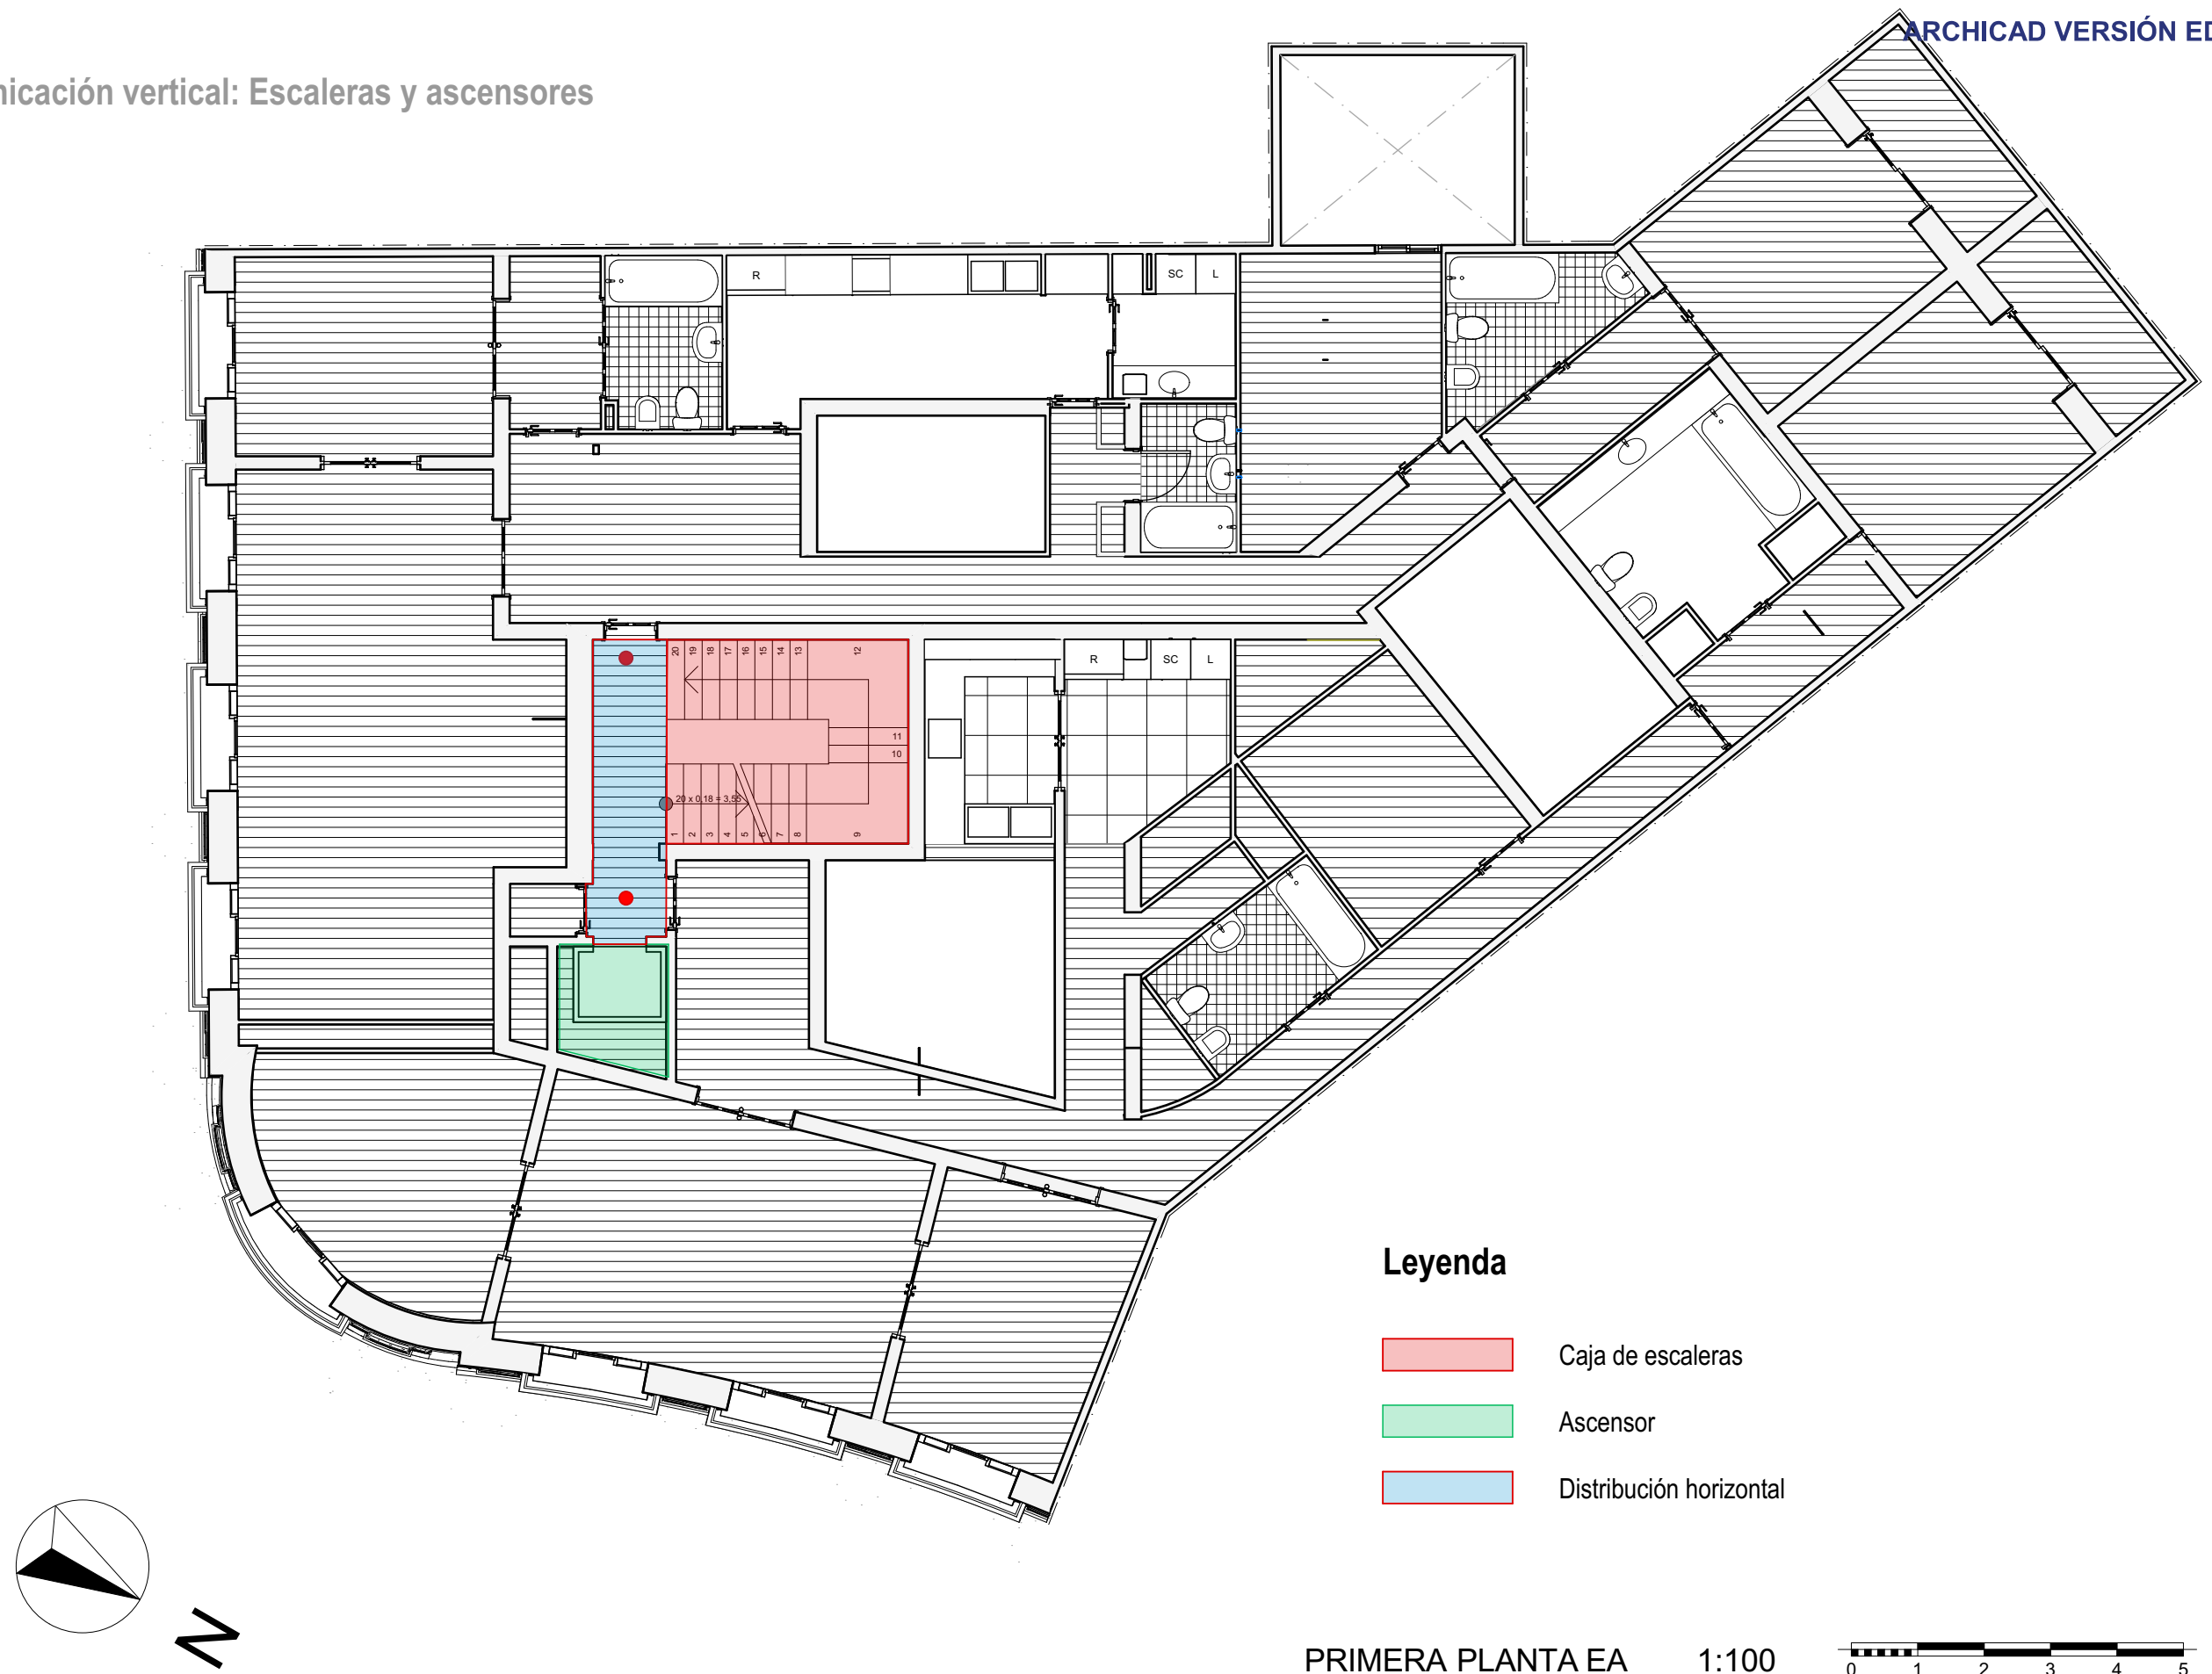 ARCHICAD VERSIÓN
nicación vertical: Escaleras y ascensores
R
SC L
20 19 18 17 16 15 14 13 12
R SC L
11
10
20 x 0,18 = 3,55
1 2 3 4 5 6 7 8 9
Leyenda
Caja de escaleras
Ascensor
Distribución horizontal
N
PRIMERA PLANTA EA 1:100
0 1 2 3 4 5